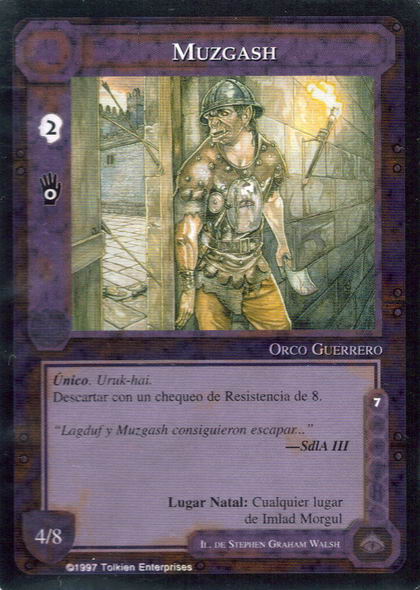 MUZGASH
2
ORCO GUERRERO
Único. Uruk-hai.
Descartar con un chequeo de Resistencia de 8.
7
"Lagduf y Muzgash consiguieron escapar..."
—SdlA III
Lugar Natal: Cualquier lugar
de Imlad Morgul
4/8
IL. DE STEPHEN GRAHAM WALSH
©1997 Tolkien Enterprises